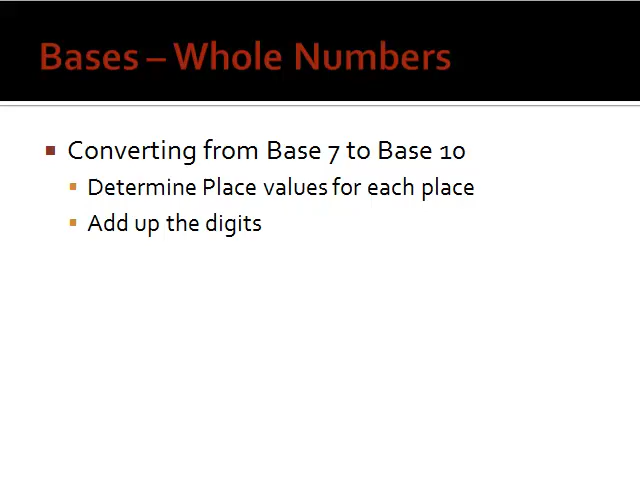 Bases – Whole Numbers
Converting from Base 7 to Base 10
Determine Place values for each place
Add up the digits